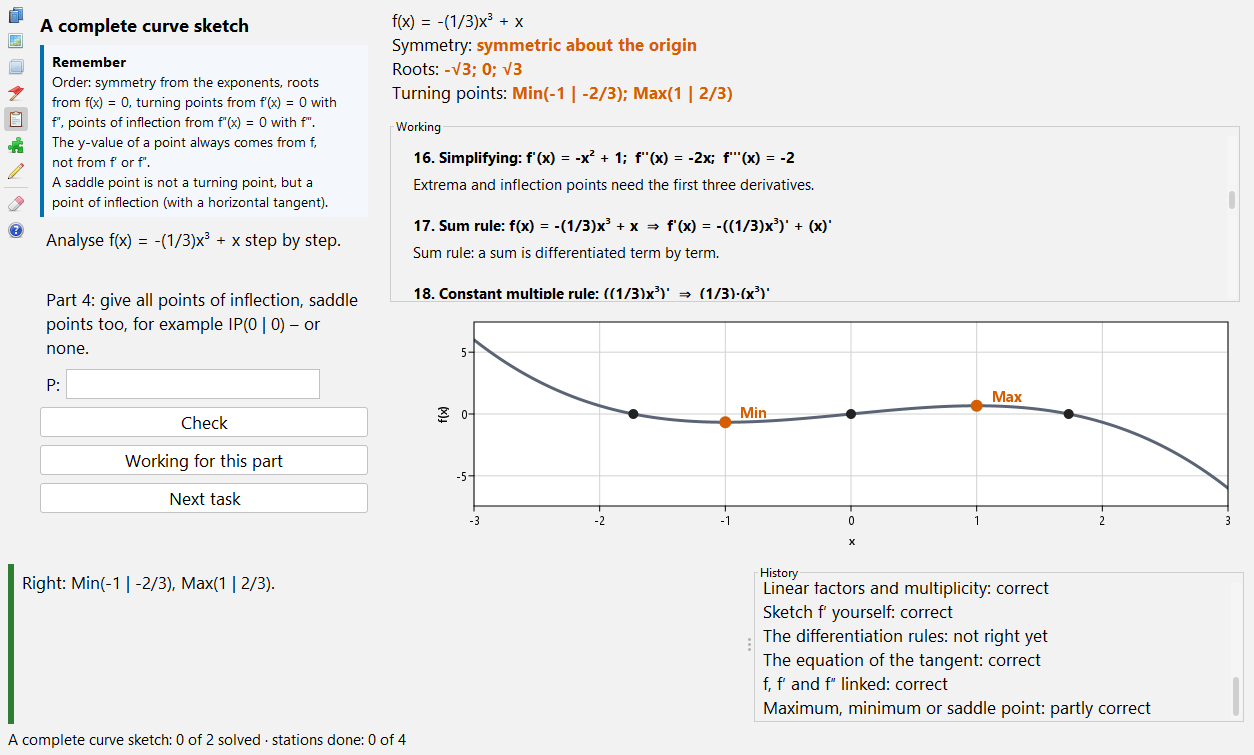 A complete curve sketch
Remember
Order: symmetry from the exponents, roots
from f(x) = 0, turning points from f′(x) = 0 with
f″, points of inflection from f″(x) = 0 with f‴.
The y-value of a point always comes from f,
not from f′ or f″.
A saddle point is not a turning point, but a
point of inflection (with a horizontal tangent).
Analyse f(x) = -(1/3)x³ + x step by step.
Part 4: give all points of inflection, saddle
points too, for example IP(0 | 0) – or
none.
P:
Check
Working for this part
Next task
f(x) = -(1/3)x³ + x
Symmetry: symmetric about the origin
Roots: -√3; 0; √3
Turning points: Min(-1 | -2/3); Max(1 | 2/3)
Working
16. Simplifying: f'(x) = -x² + 1; f''(x) = -2x; f'''(x) = -2
Extrema and inflection points need the first three derivatives.
17. Sum rule: f(x) = -(1/3)x³ + x ⇒ f'(x) = -((1/3)x³)' + (x)'
Sum rule: a sum is differentiated term by term.
18. Constant multiple rule: ((1/3)x³)' ⇒ (1/3)·(x³)'
f(x)
5
0
-5
Min
Max
-3 -2 -1 0 1 2 3
x
Right: Min(-1 | -2/3), Max(1 | 2/3).
History
Linear factors and multiplicity: correct
Sketch f′ yourself: correct
The differentiation rules: not right yet
The equation of the tangent: correct
f, f′ and f″ linked: correct
Maximum, minimum or saddle point: partly correct
A complete curve sketch: 0 of 2 solved · stations done: 0 of 4